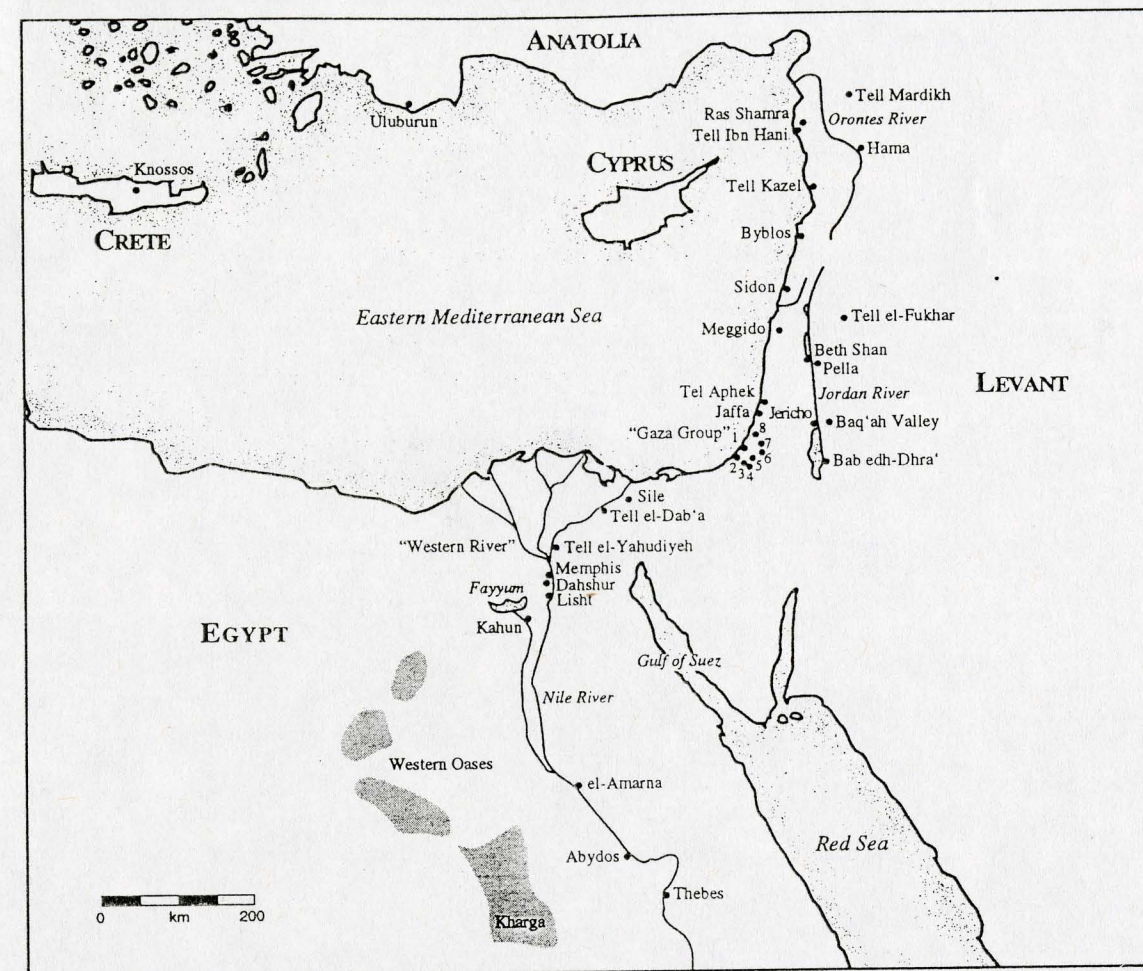 ANATOLIA
Tell Mardikh
Ras Shamra
Orontes River
Uluburun
Tell Ibn Hani
Hama
CYPRUS
Knossos
Tell Kazel
CRETE
Byblos
Sidon
Eastern Mediterranean Sea
Tell el-Fukhar
Meggido
Beth Shan
Pella
LEVANT
Tel Aphek
Jordan River
Jaffa
Jericho
Baq'ah Valley
"Gaza Group"
1
8
7
2
3
4
5
6
Bab edh-Dhra'
Sile
Tell el-Dab'a
"Western River"
Tell el-Yahudiyeh
Memphis
Fayyum
Dahshur
Lisht
Kahun
EGYPT
Gulf of Suez
Nile River
Western Oases
el-Amarna
Red Sea
Abydos
Thebes
0 km 200
Kharga